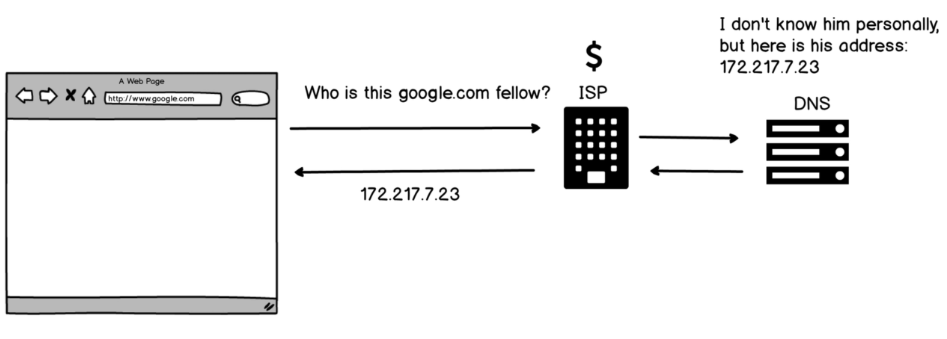 I don't know him personally,
but here is his address:
172.217.7.23
$
A Web Page
http://www.google.com
Who is this google.com fellow?
ISP
DNS
172.217.7.23